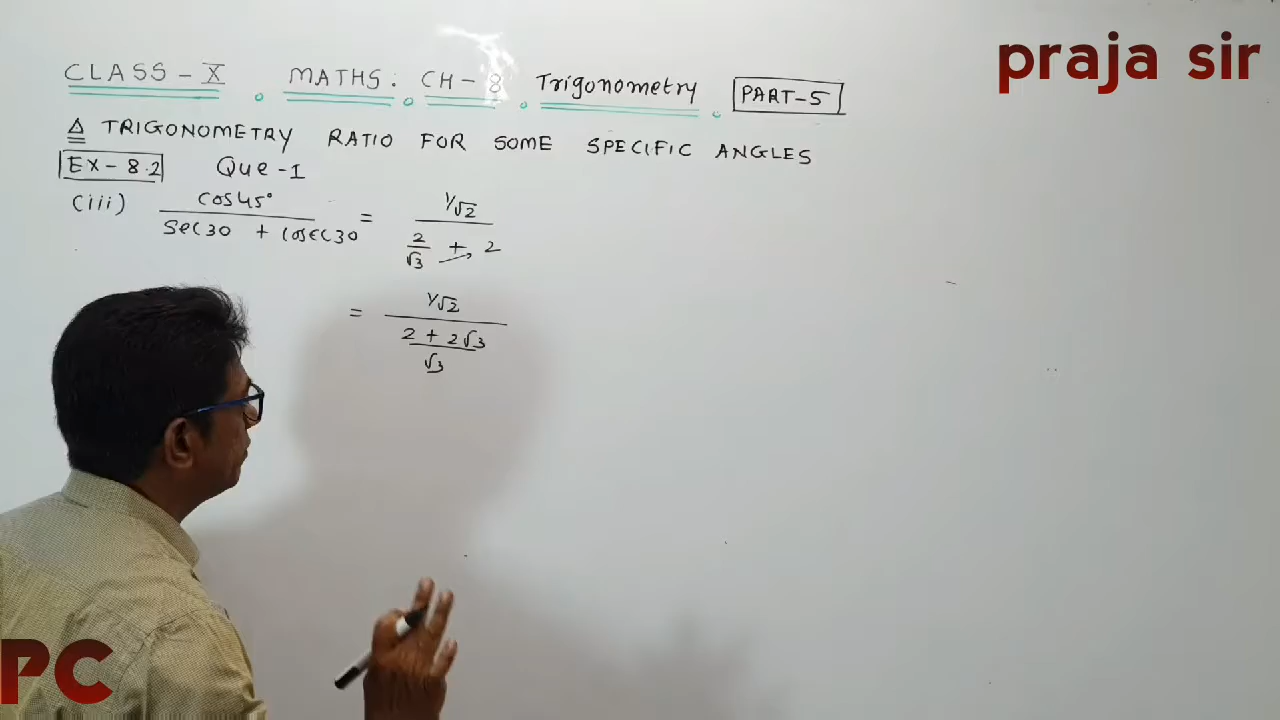 praja sir
CLASS - X . MATHS: CH - 8 . Trigonometry . PART-5
△ TRIGONOMETRY RATIO FOR SOME SPECIFIC ANGLES
EX - 8.2 Que - 1
(iii) cos45° / sec30 + cosec30 = 1/√2 / 2/√3 + 2
= 1/√2 / 2 + 2√3 / √3
PC